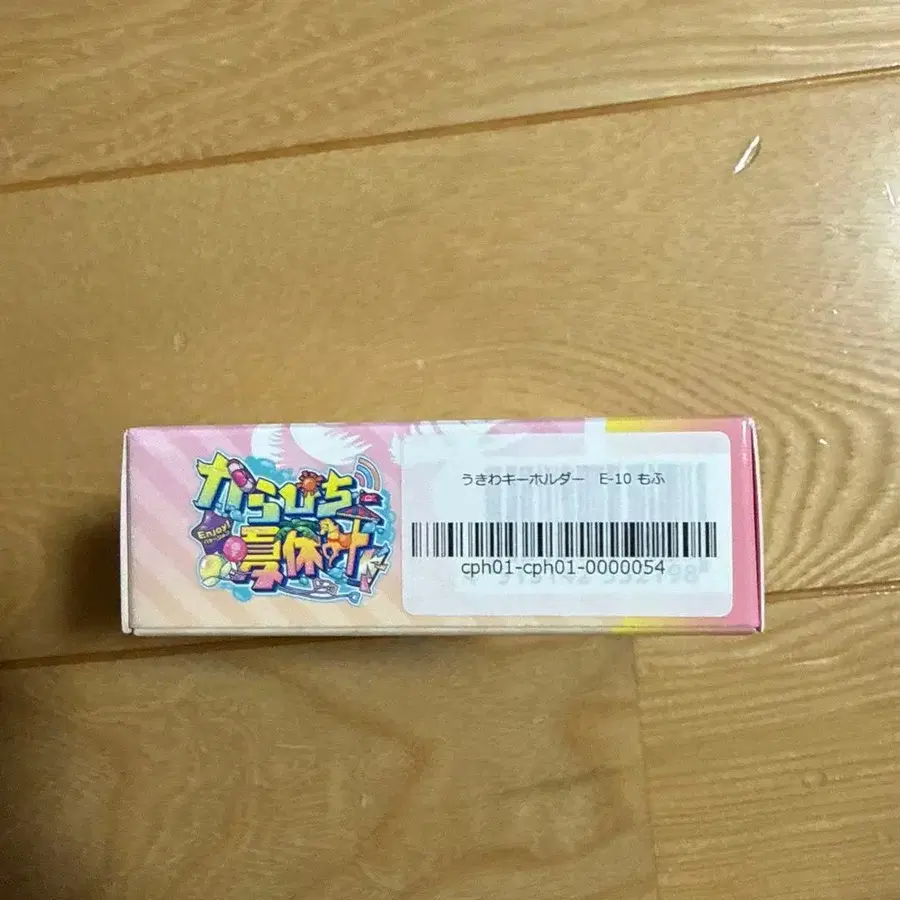 からぴち
夏休み
Enjoy!
うきわキーホルダー E-10 もふ
cph01-cph01-0000054